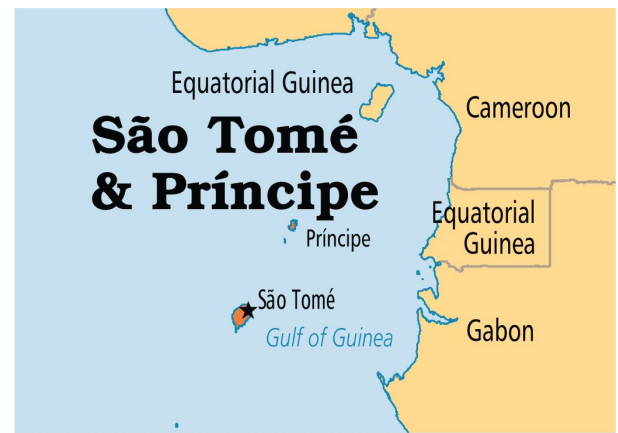 Equatorial Guinea
São Tomé
& Príncipe
Cameroon
Equatorial
Guinea
Príncipe
São Tomé
Gulf of Guinea
Gabon